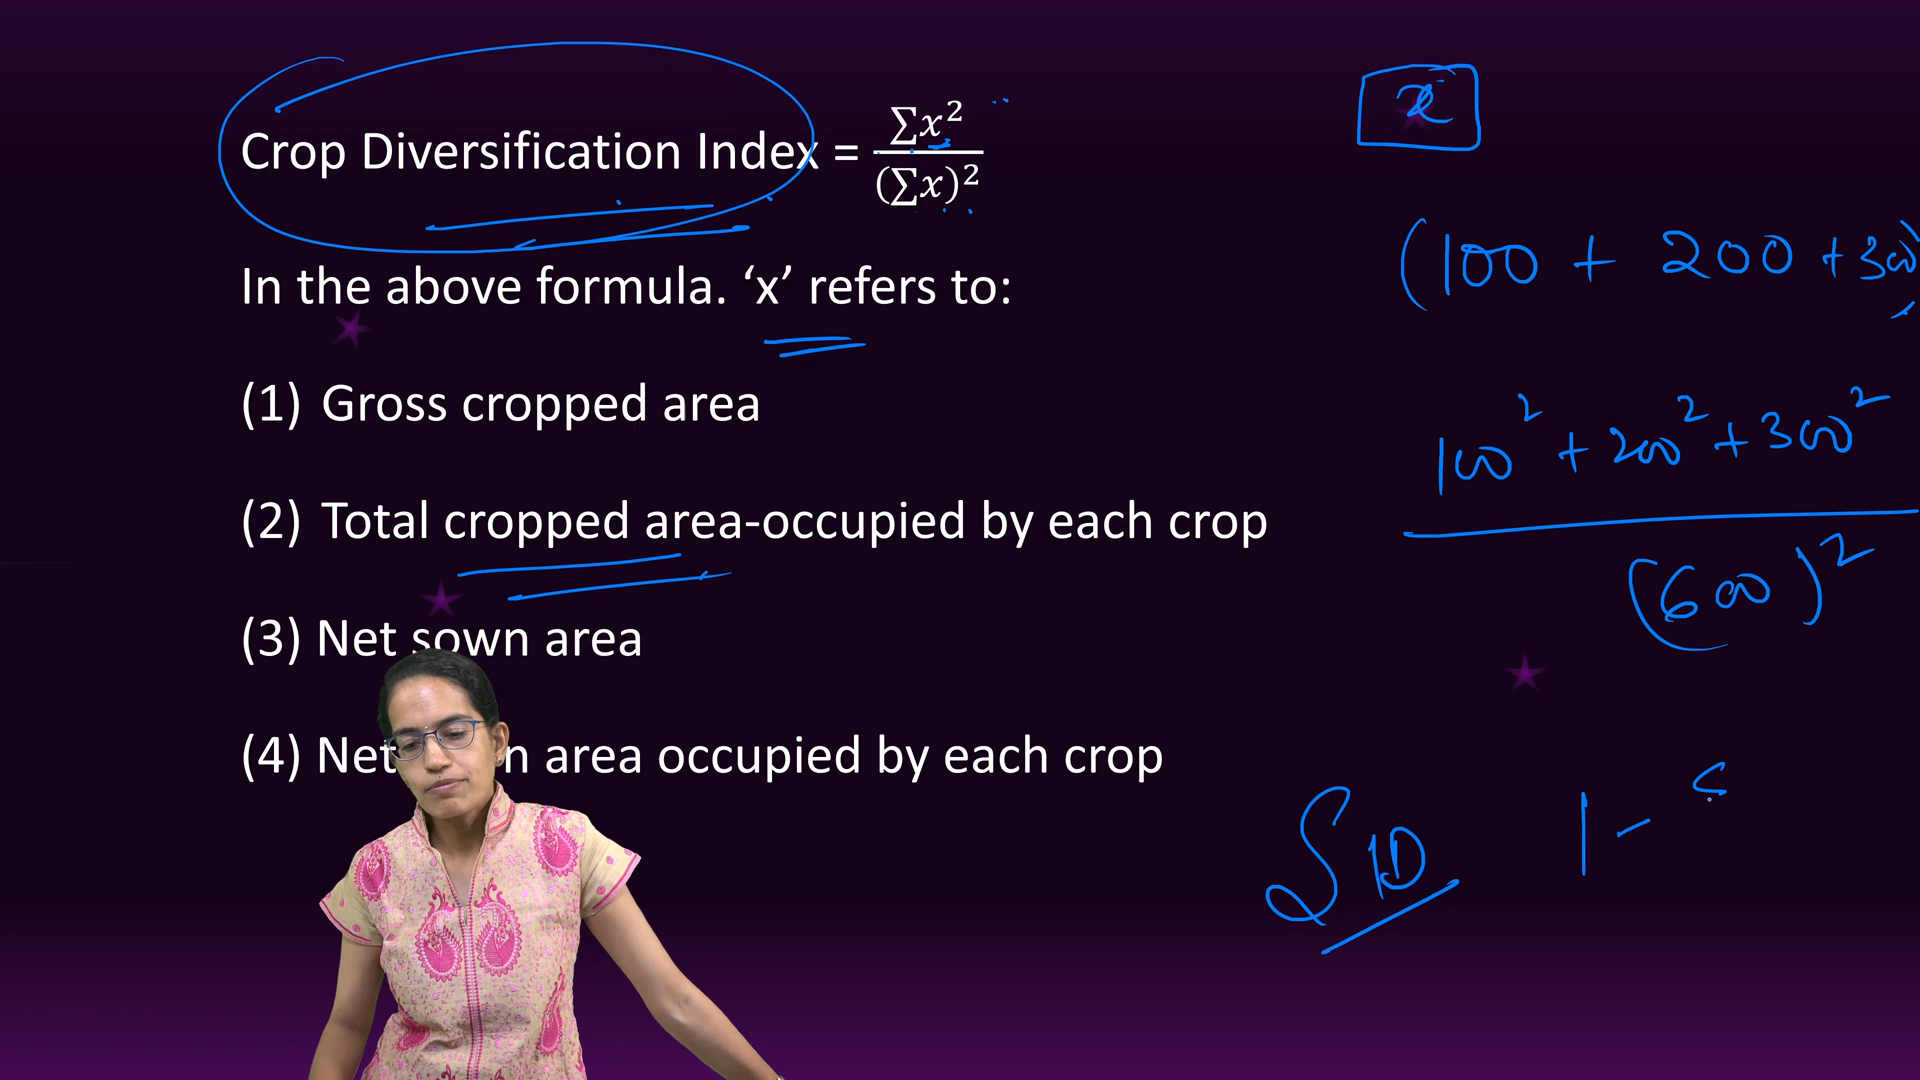 Crop Diversification Index = ∑x² / (∑x)²
In the above formula. ‘x’ refers to:
(1) Gross cropped area
(2) Total cropped area-occupied by each crop
(3) Net sown area
(4) Net n area occupied by each crop
x
(100 + 200 + 300)
100² + 200² + 300²
(600)²
SID
1 - S